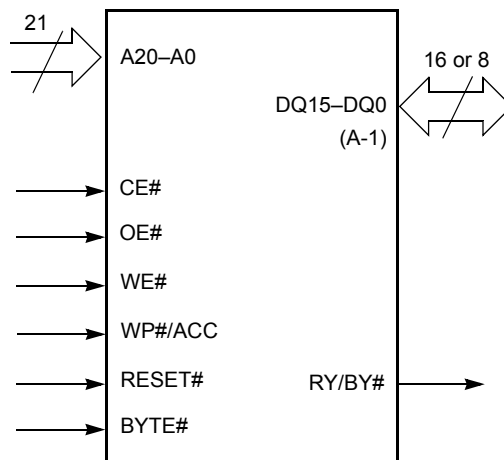 21
A20–A0
16 or 8
DQ15–DQ0
(A-1)
CE#
OE#
WE#
WP#/ACC
RESET#
RY/BY#
BYTE#